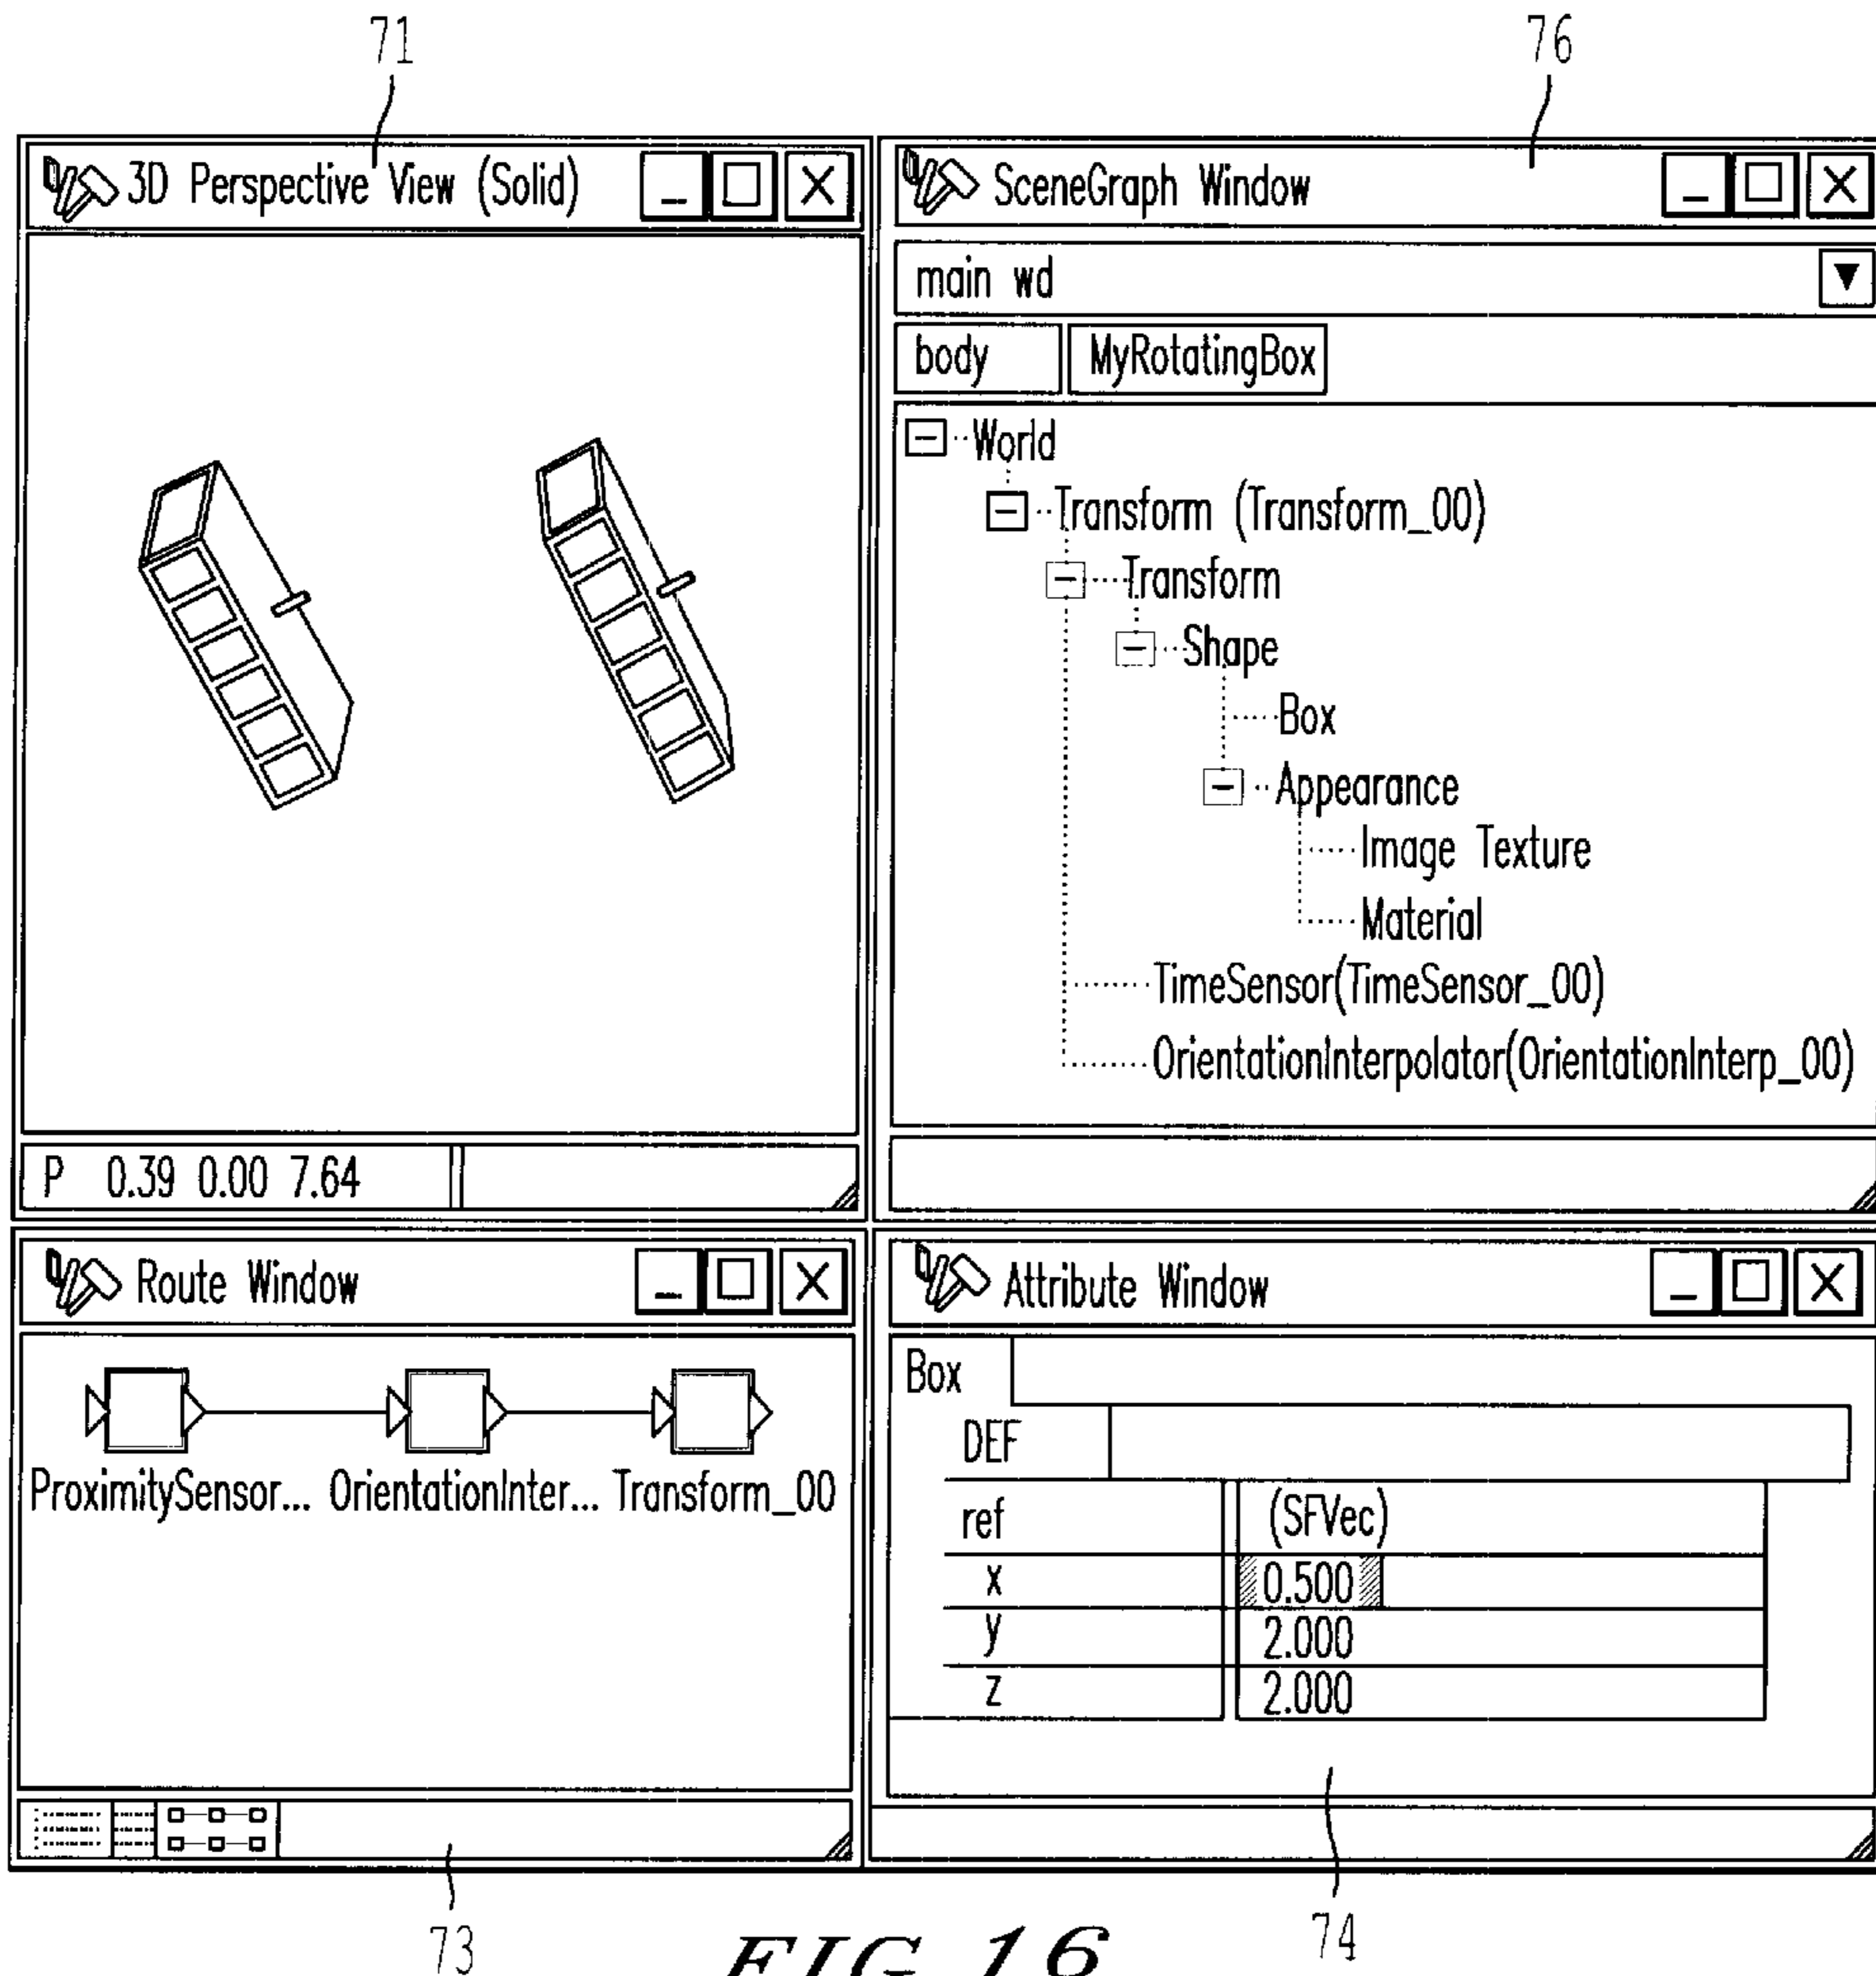 71
76
3D Perspective View (Solid)
SceneGraph Window
main wd
body
MyRotatingBox
World
Transform (Transform_00)
Transform
Shape
Box
Appearance
Image Texture
Material
TimeSensor(TimeSensor_00)
OrientationInterpolator(OrientationInterp_00)
P 0.39 0.00 7.64
Route Window
ProximitySensor... OrientationInter... Transform_00
Attribute Window
Box
DEF
ref (SFVec)
x 0.500
y 2.000
z 2.000
73
74
FIG. 16